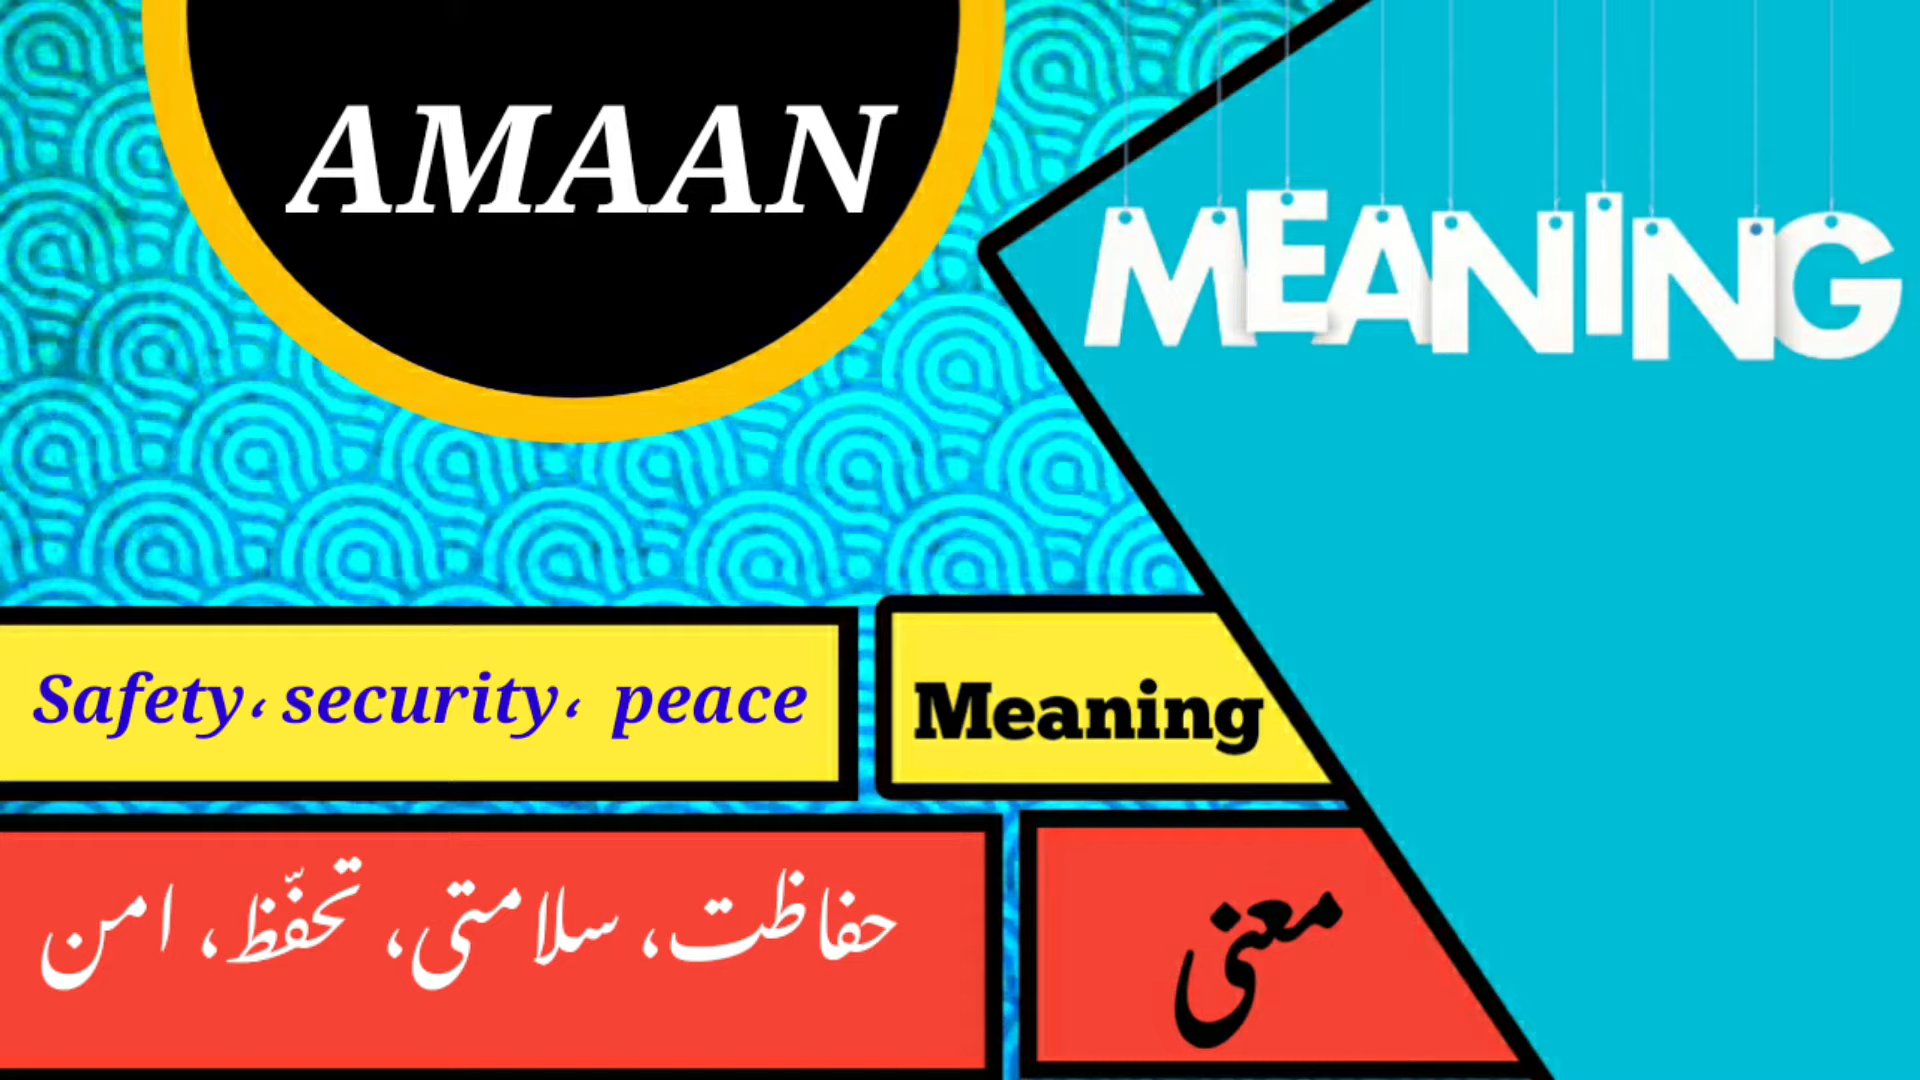 AMAAN
MEANING
Safety، security، peace
Meaning
حفاظت، سلامتی، تحفّظ، امن
معنی